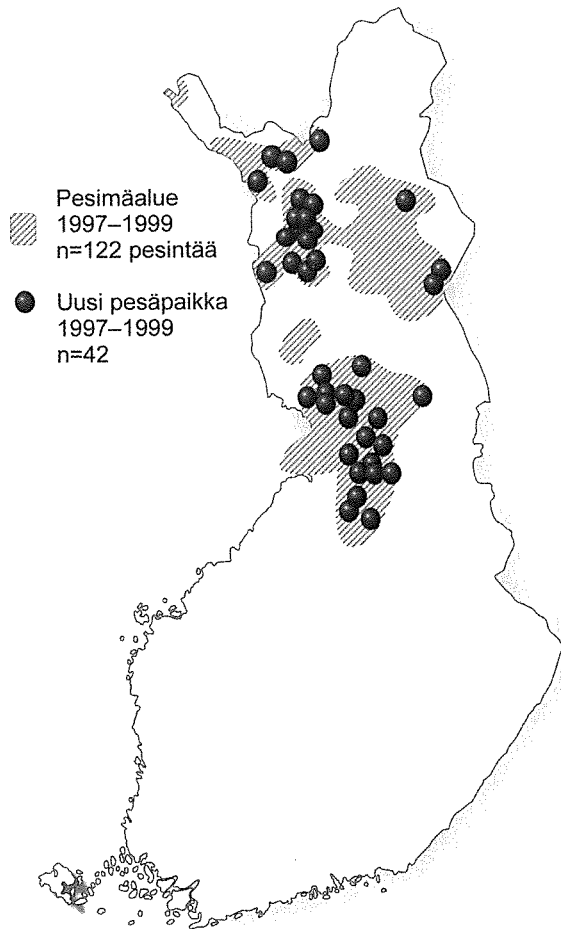 Pesimäalue
1997–1999
n=122 pesintää
Uusi pesäpaikka
1997–1999
n=42